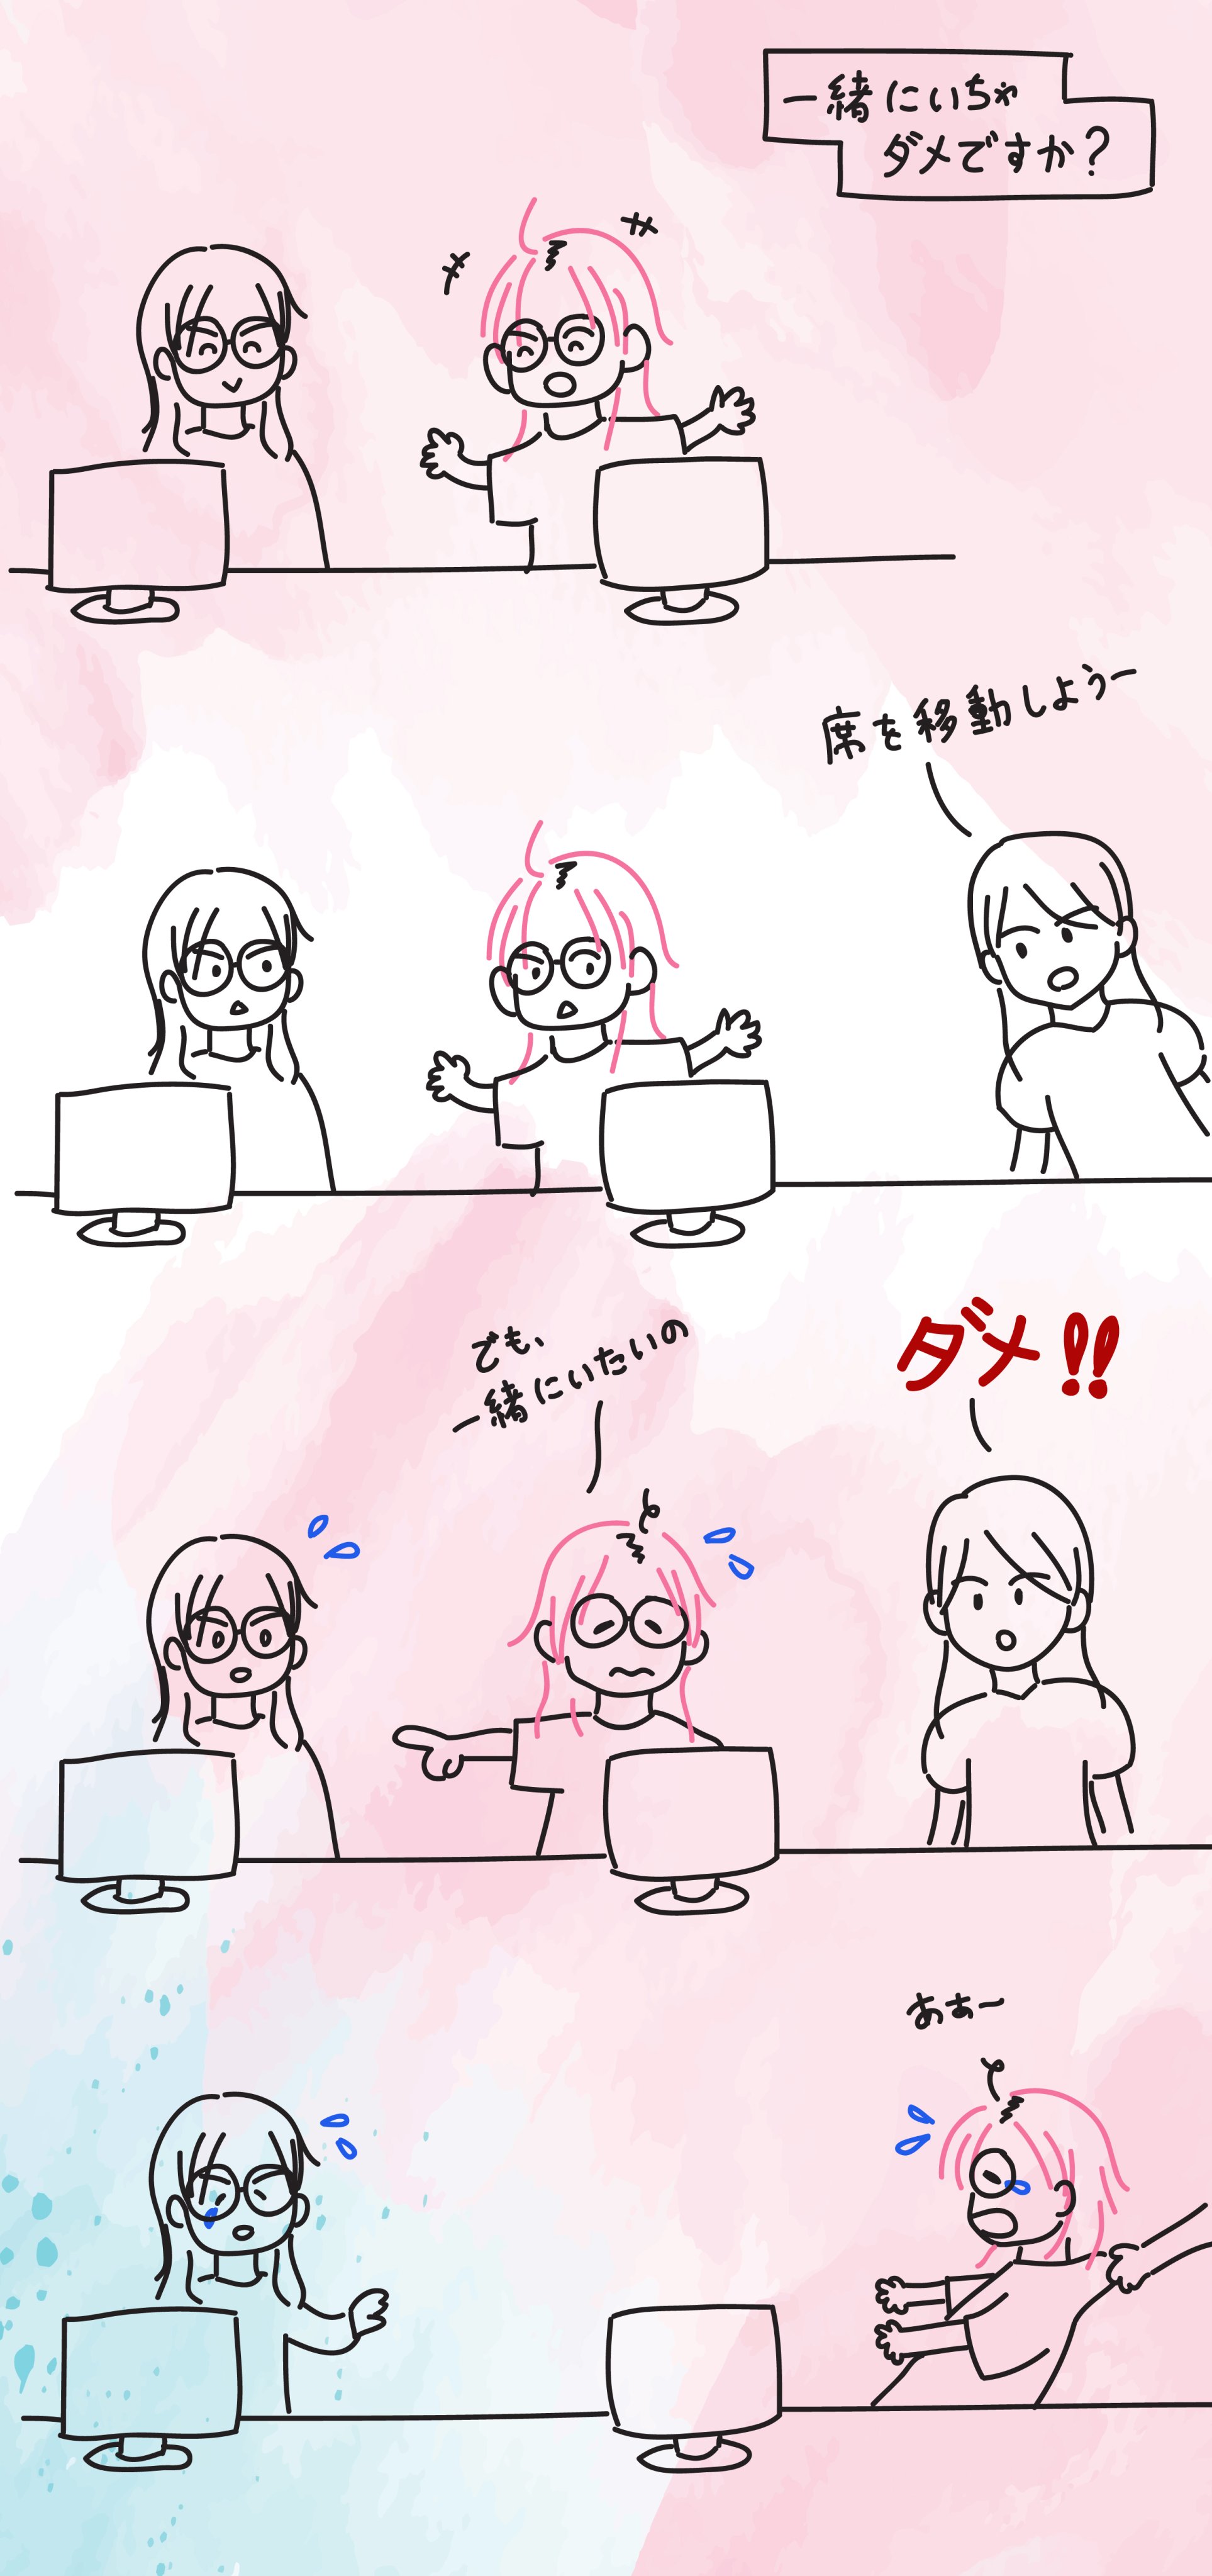 一緒にいちゃ
ダメですか?
席を移動しようー
でも、
一緒にいたいの
ダメ!!
あぁー